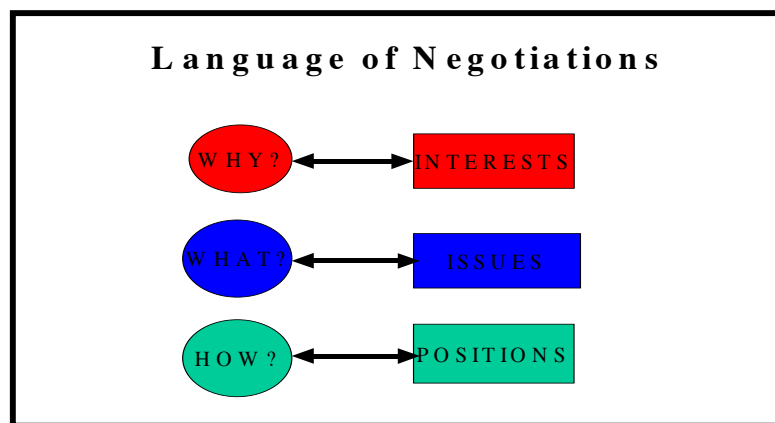 Language of Negotiations
WHY? INTERESTS
WHAT? ISSUES
HOW? POSITIONS